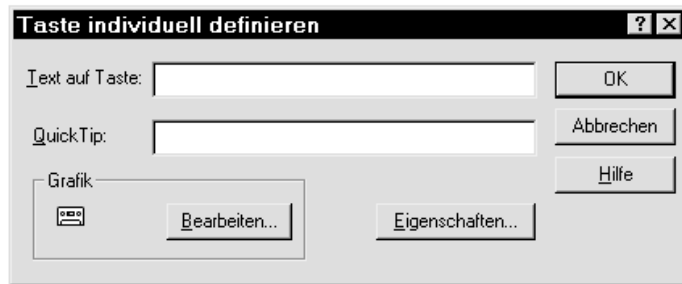 Taste individuell definieren
Text auf Taste:
OK
QuickTip:
Abbrechen
Grafik
Hilfe
Bearbeiten...
Eigenschaften...